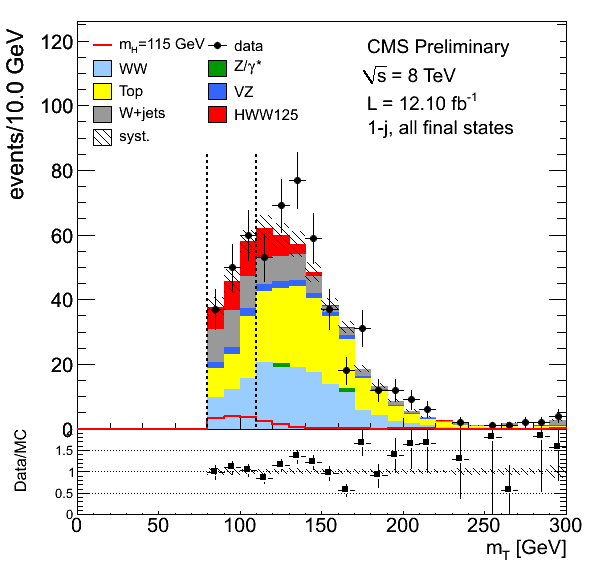 events/10.0 GeV
120
100
80
60
40
20
0
m_H=115 GeV
data
WW
Z/γ*
Top
VZ
W+jets
HWW125
syst.
CMS Preliminary
√s = 8 TeV
L = 12.10 fb⁻¹
1-j, all final states
Data/MC
1.5
1
0.5
0
0 50 100 150 200 250 300
m_T [GeV]